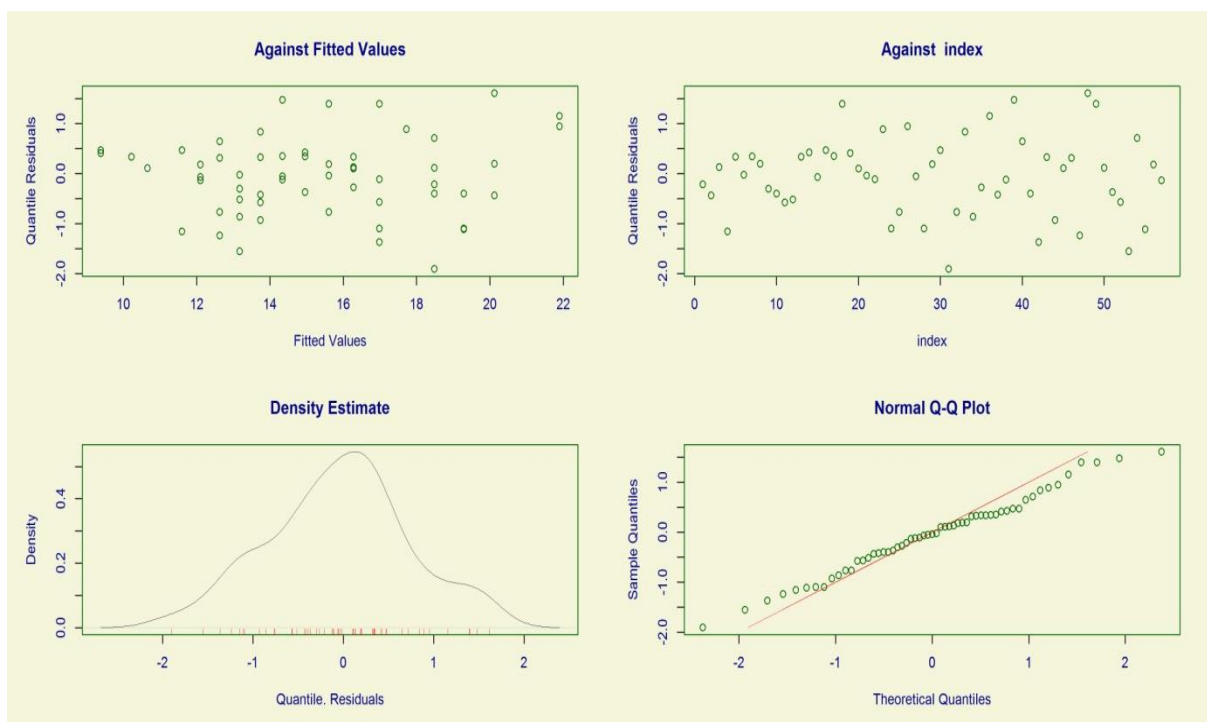 Against Fitted Values
Quantile Residuals
-2.0 -1.0 0.0 1.0
10 12 14 16 18 20 22
Fitted Values
Against index
Quantile Residuals
-2.0 -1.0 0.0 1.0
0 10 20 30 40 50
index
Density Estimate
Density
0.0 0.2 0.4
-2 -1 0 1 2
Quantile. Residuals
Normal Q-Q Plot
Sample Quantiles
-2.0 -1.0 0.0 1.0
-2 -1 0 1 2
Theoretical Quantiles